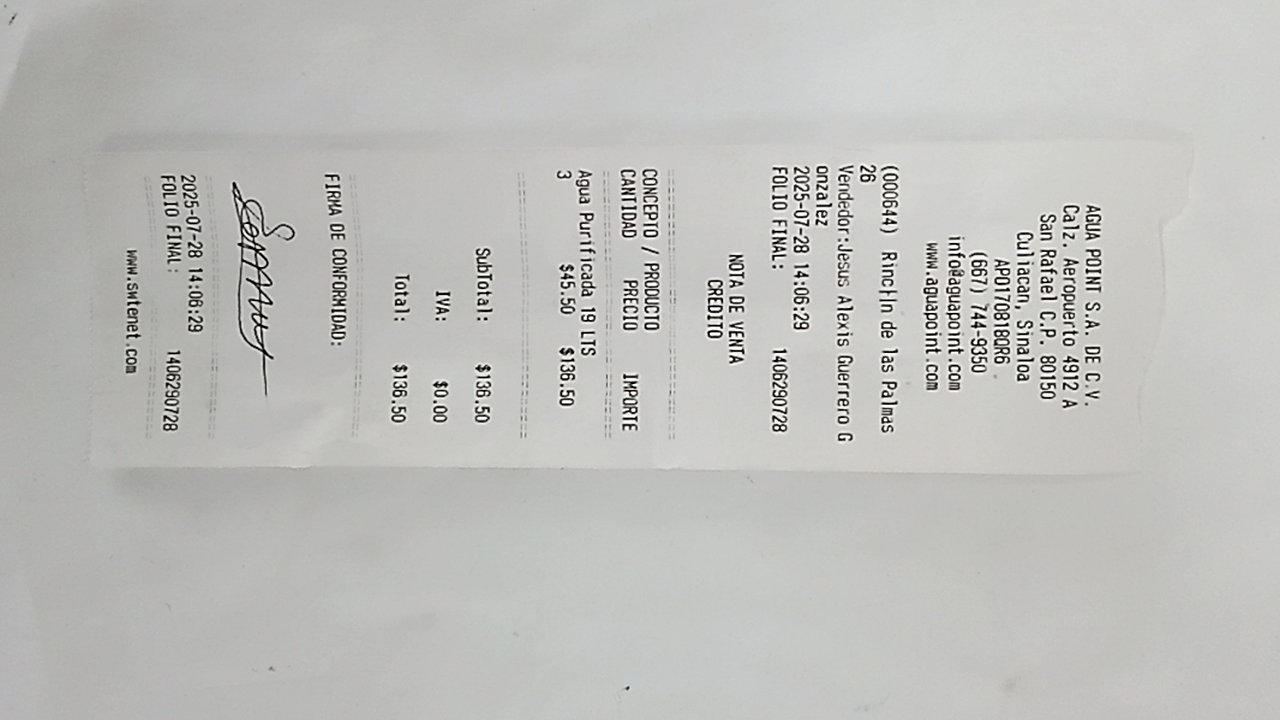 AGUA POINT S.A. DE C.V.
Calz. Aeropuerto 4912 A
San Rafael C.P. 80150
Culiacan, Sinaloa
APO170818QR6
(667) 744-9350
info@aguapoint.com
www.aguapoint.com
(000644) Rinc├│n de las Palmas
26
Vendedor:Jesus Alexis Guerrero G
onzalez
2025-07-28 14:06:29
FOLIO FINAL: 1406290728
NOTA DE VENTA
CREDITO
CONCEPTO / PRODUCTO
CANTIDAD PRECIO IMPORTE
Agua Purificada 19 LTS
3 $45.50 $136.50
SubTotal: $136.50
IVA: $0.00
Total: $136.50
FIRMA DE CONFORMIDAD:
2025-07-28 14:06:29
FOLIO FINAL: 1406290728
www.swtenet.com